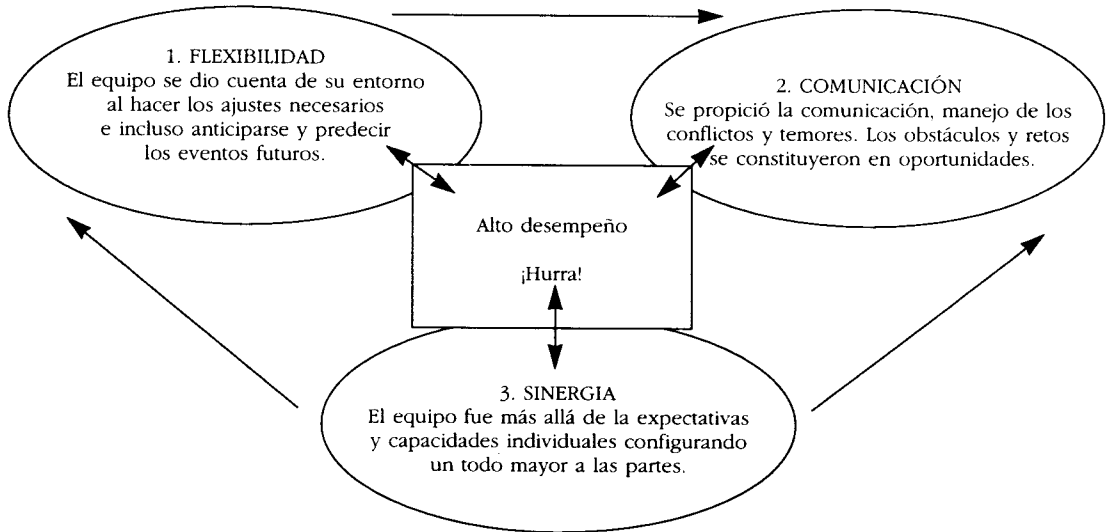 1. FLEXIBILIDAD
El equipo se dio cuenta de su entorno
al hacer los ajustes necesarios
e incluso anticiparse y predecir
los eventos futuros.
2. COMUNICACIÓN
Se propició la comunicación, manejo de los
conflictos y temores. Los obstáculos y retos
se constituyeron en oportunidades.
Alto desempeño
¡Hurra!
3. SINERGIA
El equipo fue más allá de la expectativas
y capacidades individuales configurando
un todo mayor a las partes.